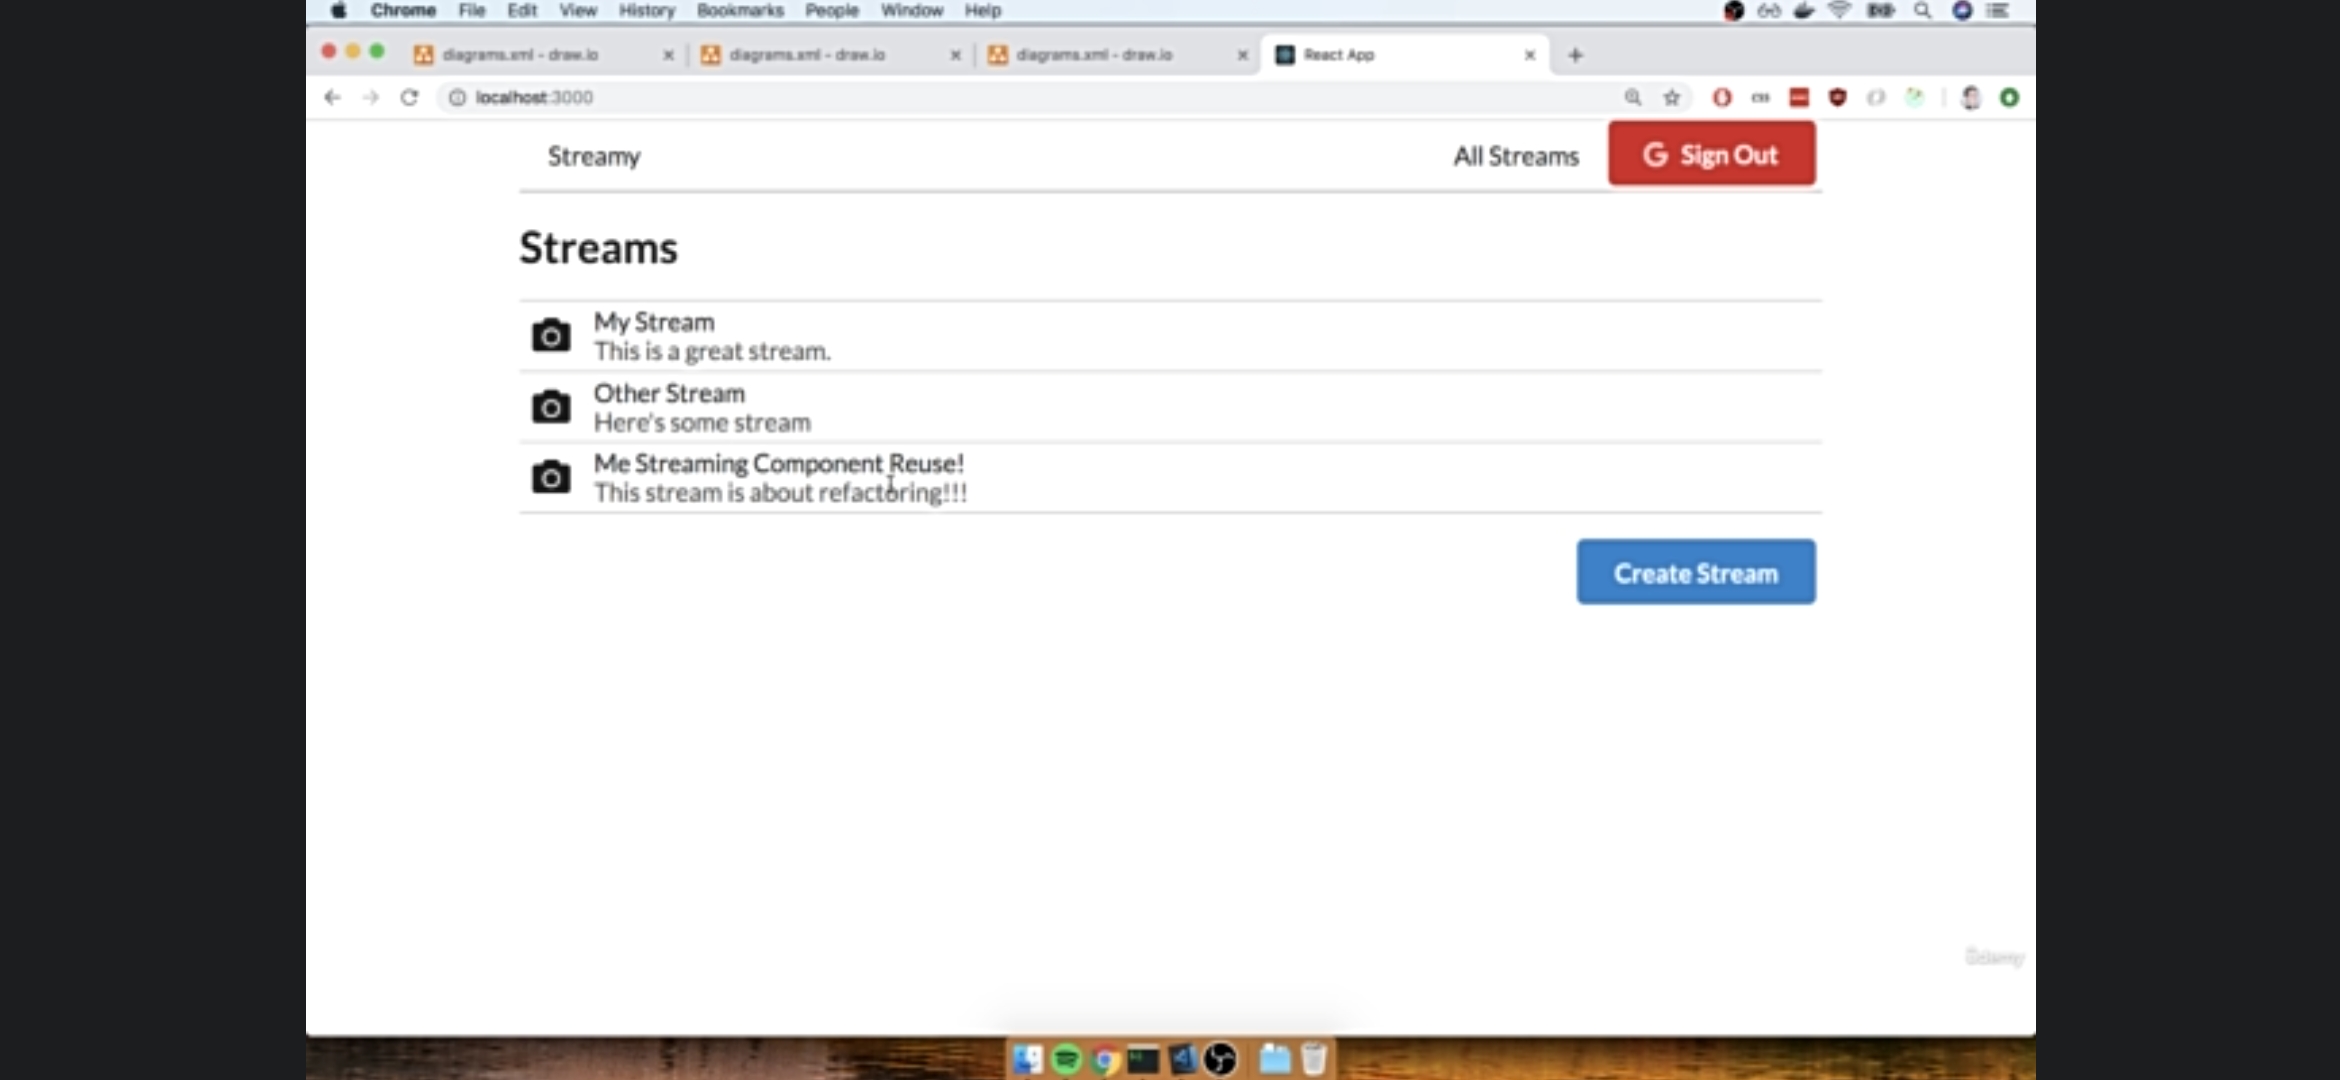 Chrome File Edit View History Bookmarks People Window Help
diagrams.xml - draw.io
diagrams.xml - draw.io
diagrams.xml - draw.io
React App
localhost:3000
Streamy
All Streams
G Sign Out
Streams
My Stream
This is a great stream.
Other Stream
Here's some stream
Me Streaming Component Reuse!
This stream is about refactoring!!!
Create Stream
Udemy